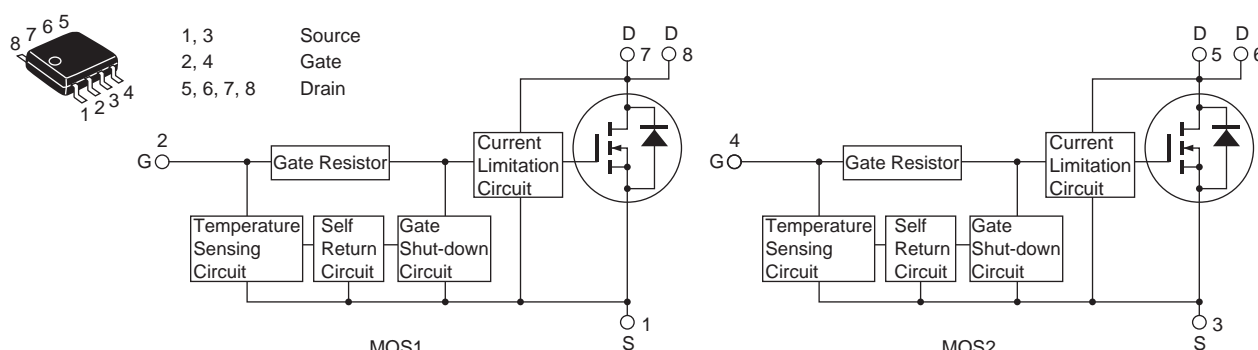 8 7 6 5
1 2 3 4
1, 3 Source
2, 4 Gate
5, 6, 7, 8 Drain
D D
7 8
2
G
Gate Resistor
Current
Limitation
Circuit
Temperature
Sensing
Circuit
Self
Return
Circuit
Gate
Shut-down
Circuit
1
S
MOS1
D D
5 6
4
G
Gate Resistor
Current
Limitation
Circuit
Temperature
Sensing
Circuit
Self
Return
Circuit
Gate
Shut-down
Circuit
3
S
MOS2